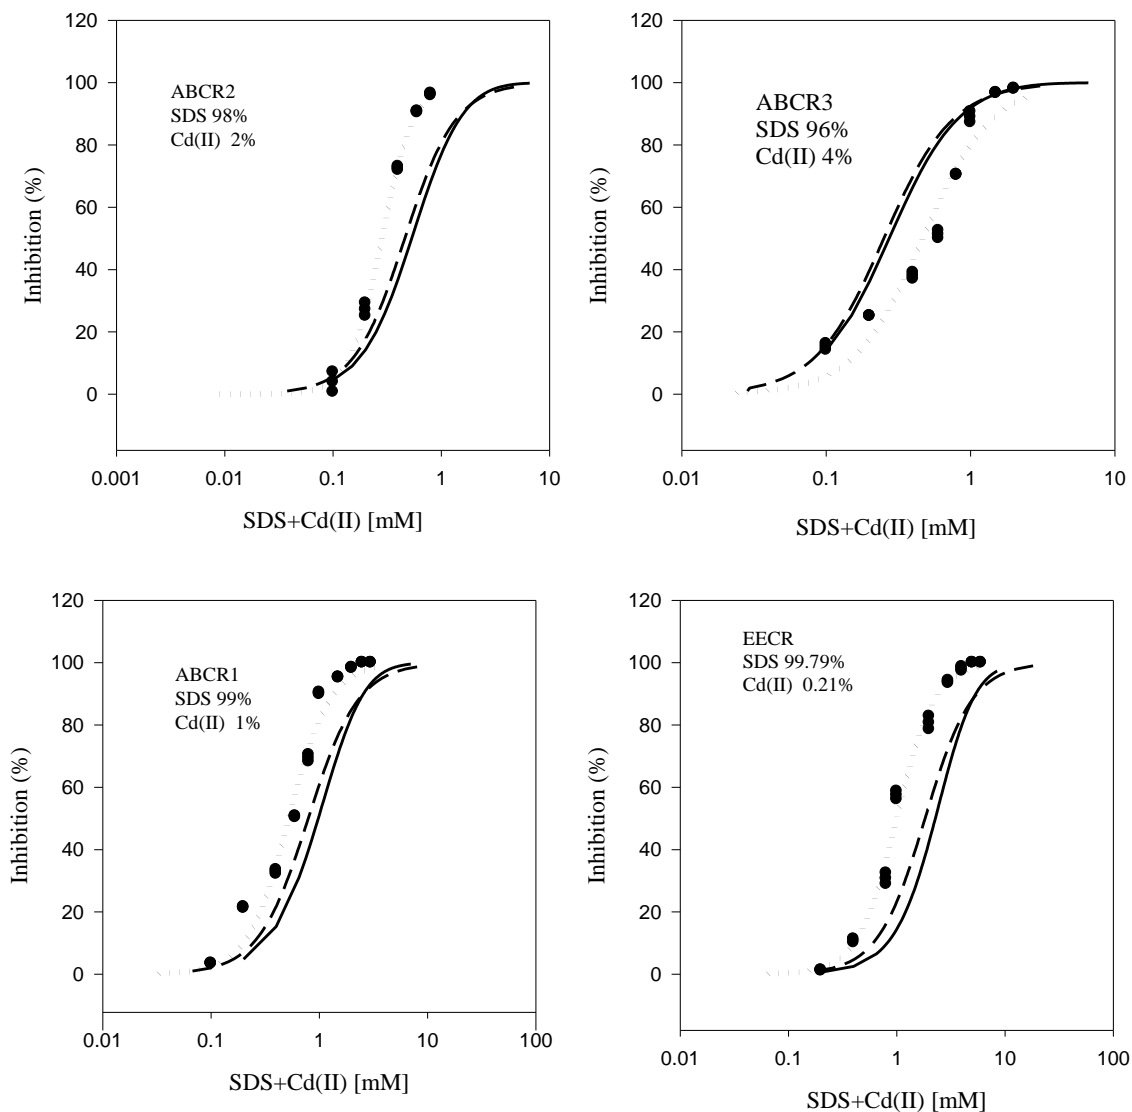 120
100
80
60
40
20
0
Inhibition (%)
ABCR2
SDS 98%
Cd(II)  2%
0.001
0.01
0.1
1
10
SDS+Cd(II) [mM]
120
100
80
60
40
20
0
Inhibition (%)
ABCR3
SDS 96%
Cd(II) 4%
0.01
0.1
1
10
SDS+Cd(II) [mM]
120
100
80
60
40
20
0
Inhibition (%)
ABCR1
SDS 99%
Cd(II)  1%
0.01
0.1
1
10
100
SDS+Cd(II) [mM]
120
100
80
60
40
20
0
Inhibition (%)
EECR
SDS 99.79%
Cd(II)  0.21%
0.01
0.1
1
10
100
SDS+Cd(II) [mM]